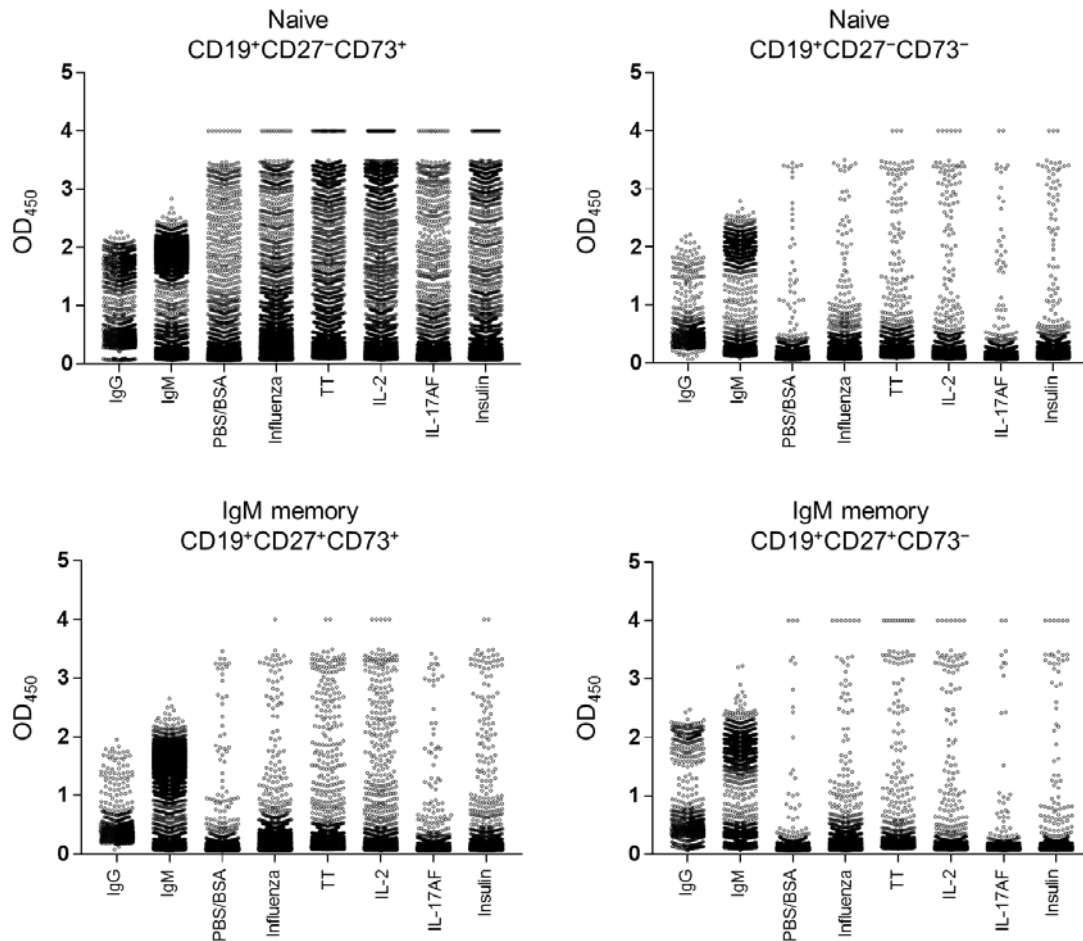 Naive
CD19⁺CD27⁻CD73⁺
5
4
3
2
1
0
OD₄₅₀
IgG
IgM
PBS/BSA
Influenza
TT
IL-2
IL-17AF
Insulin
Naive
CD19⁺CD27⁻CD73⁻
5
4
3
2
1
0
OD₄₅₀
IgG
IgM
PBS/BSA
Influenza
TT
IL-2
IL-17AF
Insulin
IgM memory
CD19⁺CD27⁺CD73⁺
5
4
3
2
1
0
OD₄₅₀
IgG
IgM
PBS/BSA
Influenza
TT
IL-2
IL-17AF
Insulin
IgM memory
CD19⁺CD27⁺CD73⁻
5
4
3
2
1
0
OD₄₅₀
IgG
IgM
PBS/BSA
Influenza
TT
IL-2
IL-17AF
Insulin